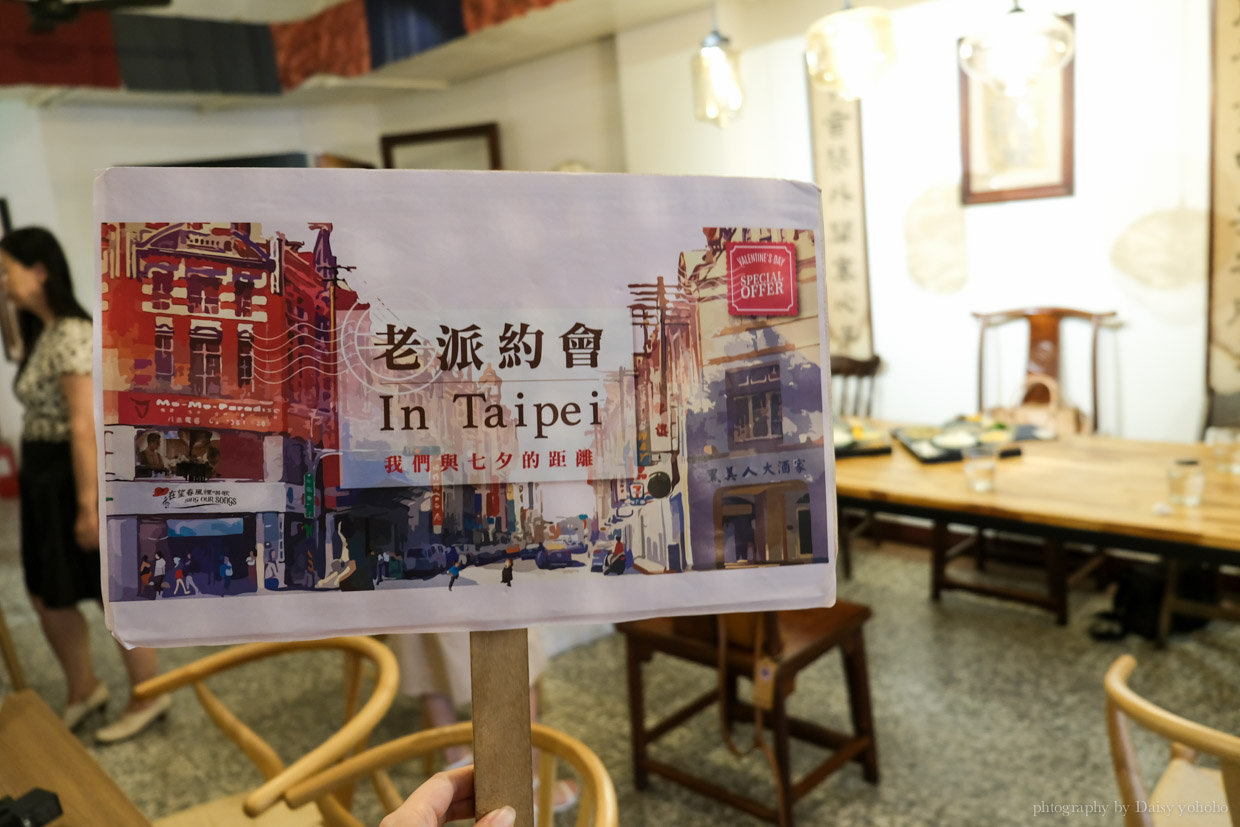 VALENTINE'S DAY
SPECIAL
OFFER
老派約會
In Taipei
我們與七夕的距離
Mo-Mo-Paradise
在望春風裡唱歌
SING OUR SONGS
黑美人大酒家
photography by Daisy yohoho